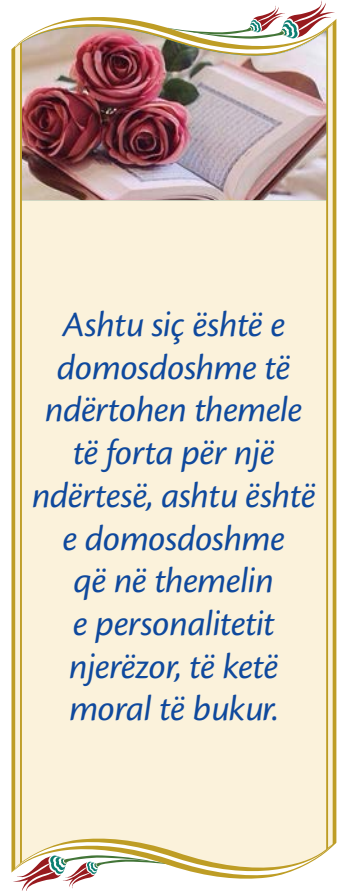 Ashtu siç është e
domosdoshme të
ndërtohen themele
të forta për një
ndërtesë, ashtu është
e domosdoshme
që në themelin
e personalitetit
njerëzor, të ketë
moral të bukur.